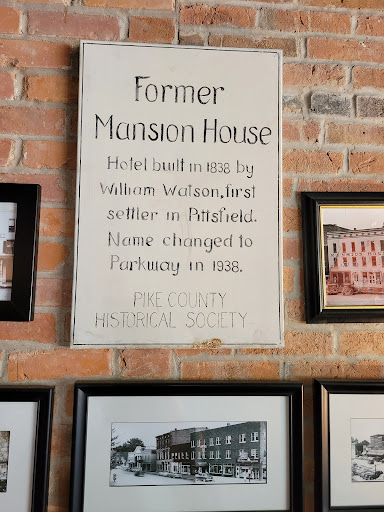 Former
Mansion House
Hotel built in 1838 by
William Watson, first
settler in Pittsfield.
Name changed to
Parkway in 1938.
PIKE COUNTY
HISTORICAL SOCIETY